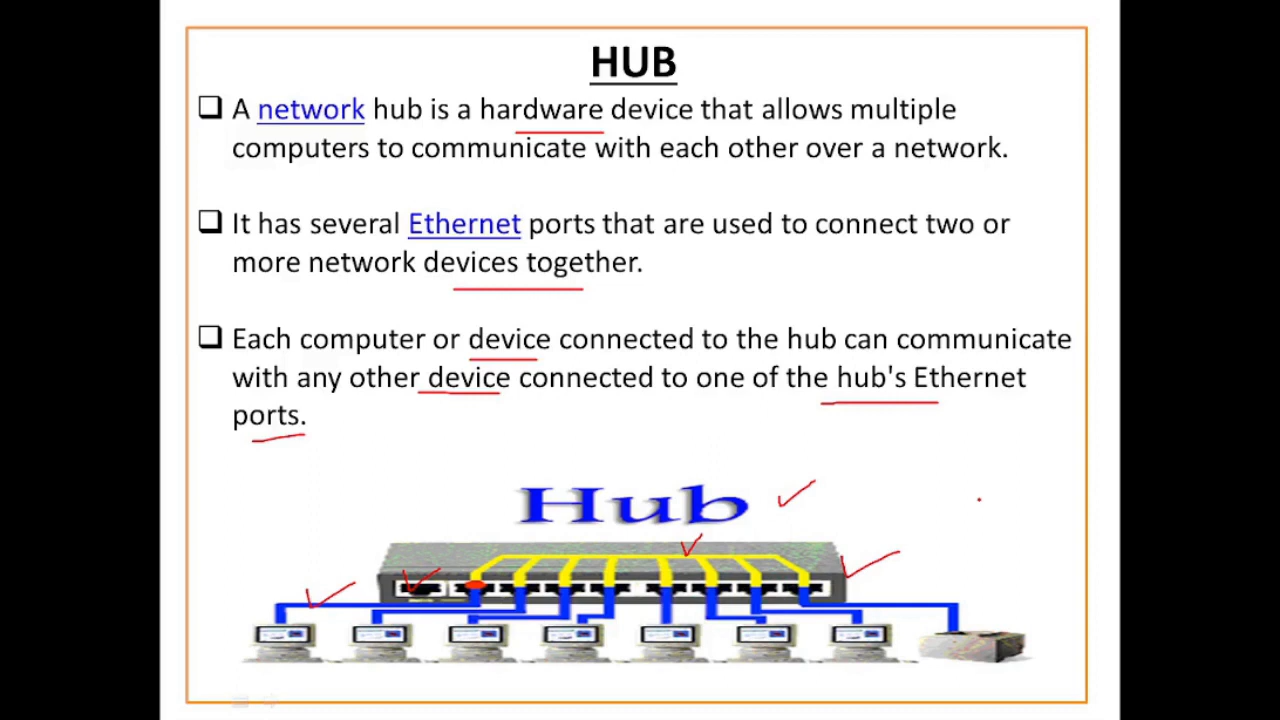 HUB
❑ A network hub is a hardware device that allows multiple
computers to communicate with each other over a network.
❑ It has several Ethernet ports that are used to connect two or
more network devices together.
❑ Each computer or device connected to the hub can communicate
with any other device connected to one of the hub's Ethernet
ports.
Hub